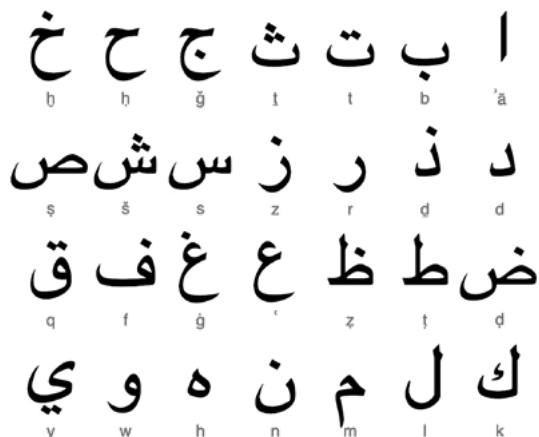 ا ب ت ث ج ح خ
ḫ ḥ ǧ ṯ t b ʾā
د ذ ر ز س ش ص
ṣ š s z r ḏ d
ض ط ظ ع غ ف ق
q f ġ ʿ ẓ ṭ ḍ
ك ل م ن ه و ي
y w h n m l k